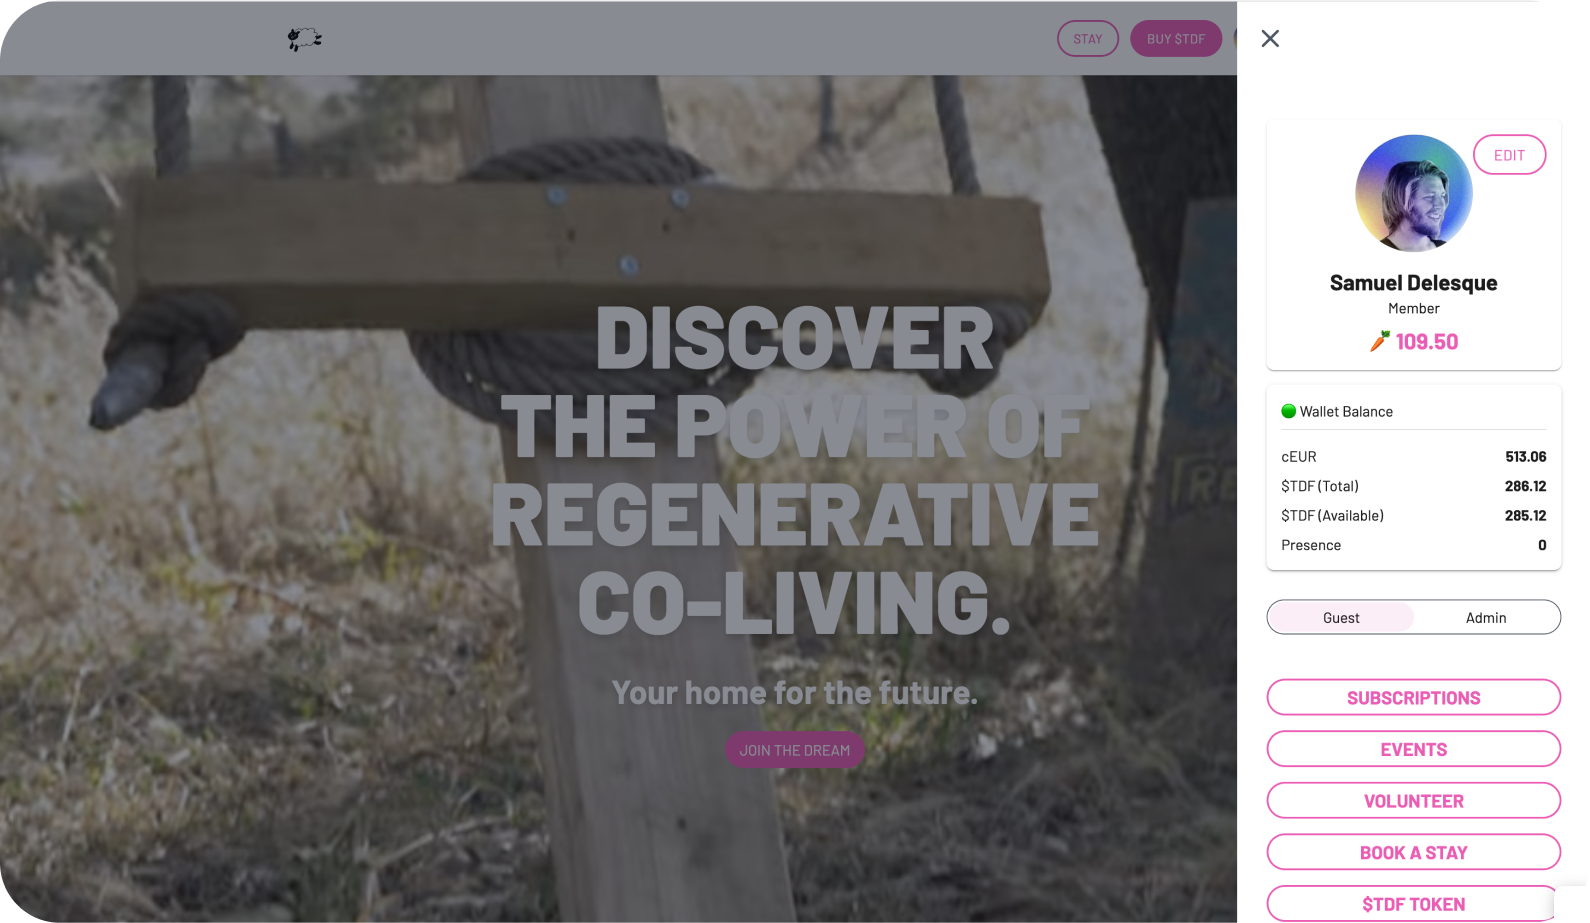 STAY
BUY $TDF
DISCOVER
THE POWER OF
REGENERATIVE
CO-LIVING.
Your home for the future.
JOIN THE DREAM
EDIT
Samuel Delesque
Member
109.50
Wallet Balance
cEUR 513.06
$TDF (Total) 286.12
$TDF (Available) 285.12
Presence 0
Guest Admin
SUBSCRIPTIONS
EVENTS
VOLUNTEER
BOOK A STAY
$TDF TOKEN